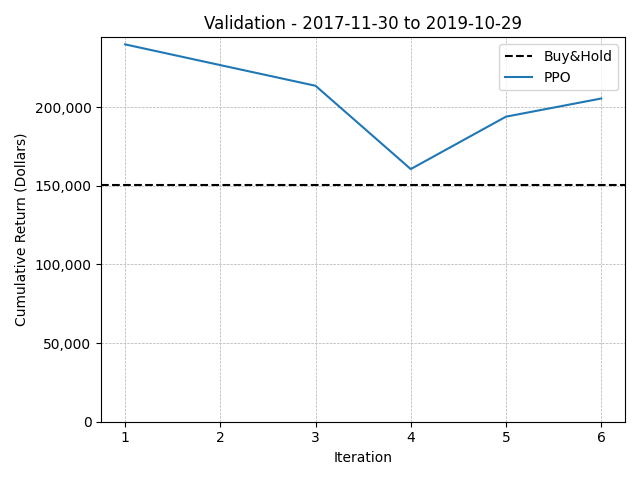 Validation - 2017-11-30 to 2019-10-29
Buy&Hold
PPO
Cumulative Return (Dollars)
200,000
150,000
100,000
50,000
0
1 2 3 4 5 6
Iteration